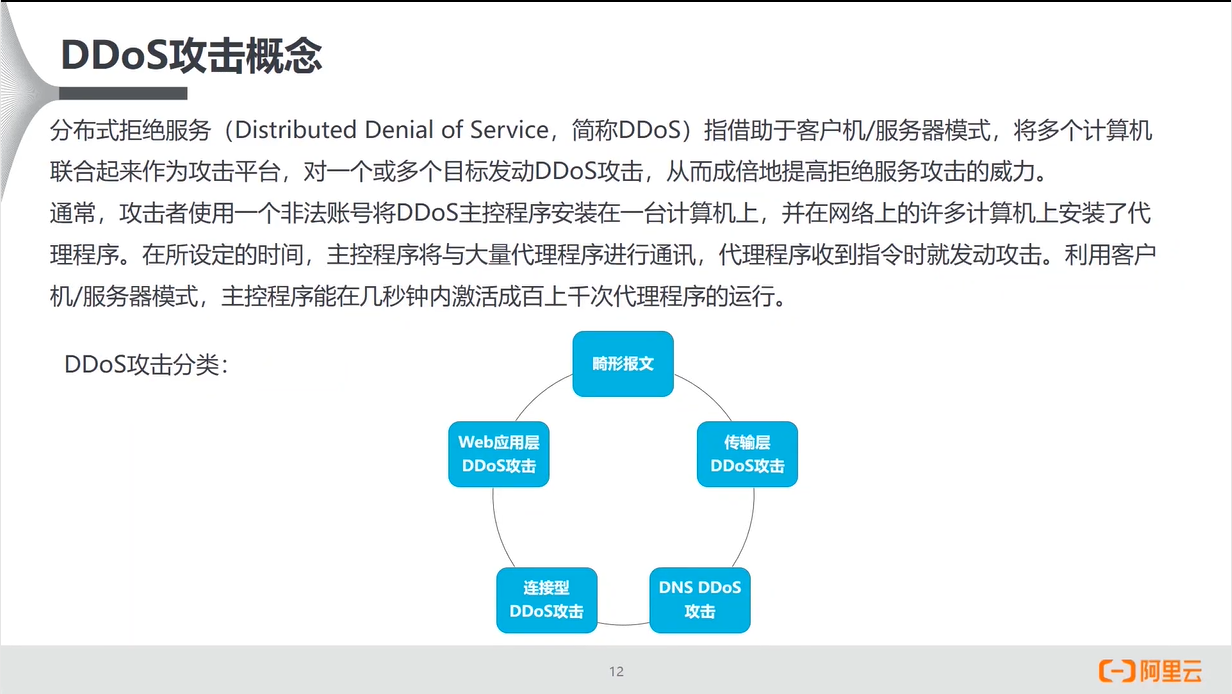 DDoS攻击概念
分布式拒绝服务（Distributed Denial of Service，简称DDoS）指借助于客户机/服务器模式，将多个计算机
联合起来作为攻击平台，对一个或多个目标发动DDoS攻击，从而成倍地提高拒绝服务攻击的威力。
通常，攻击者使用一个非法账号将DDoS主控程序安装在一台计算机上，并在网络上的许多计算机上安装了代
理程序。在所设定的时间，主控程序将与大量代理程序进行通讯，代理程序收到指令时就发动攻击。利用客户
机/服务器模式，主控程序能在几秒钟内激活成百上千次代理程序的运行。
DDoS攻击分类：
畸形报文
Web应用层
DDoS攻击
传输层
DDoS攻击
连接型
DDoS攻击
DNS DDoS
攻击
12
阿里云